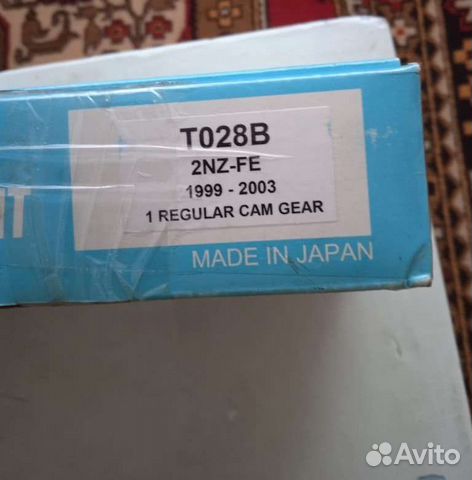 T028B
2NZ-FE
1999 - 2003
1 REGULAR CAM GEAR
MADE IN JAPAN
Avito